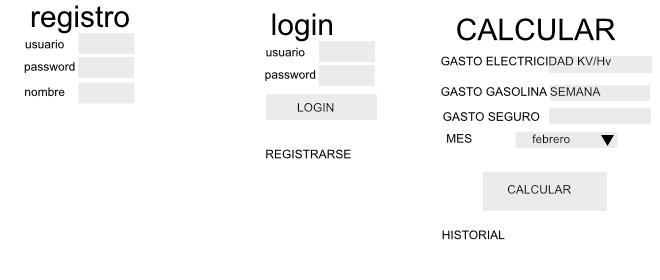 registro
usuario
password
nombre
login
usuario
password
LOGIN
REGISTRARSE
CALCULAR
GASTO ELECTRICIDAD KV/Hv
GASTO GASOLINA SEMANA
GASTO SEGURO
MES febrero
CALCULAR
HISTORIAL